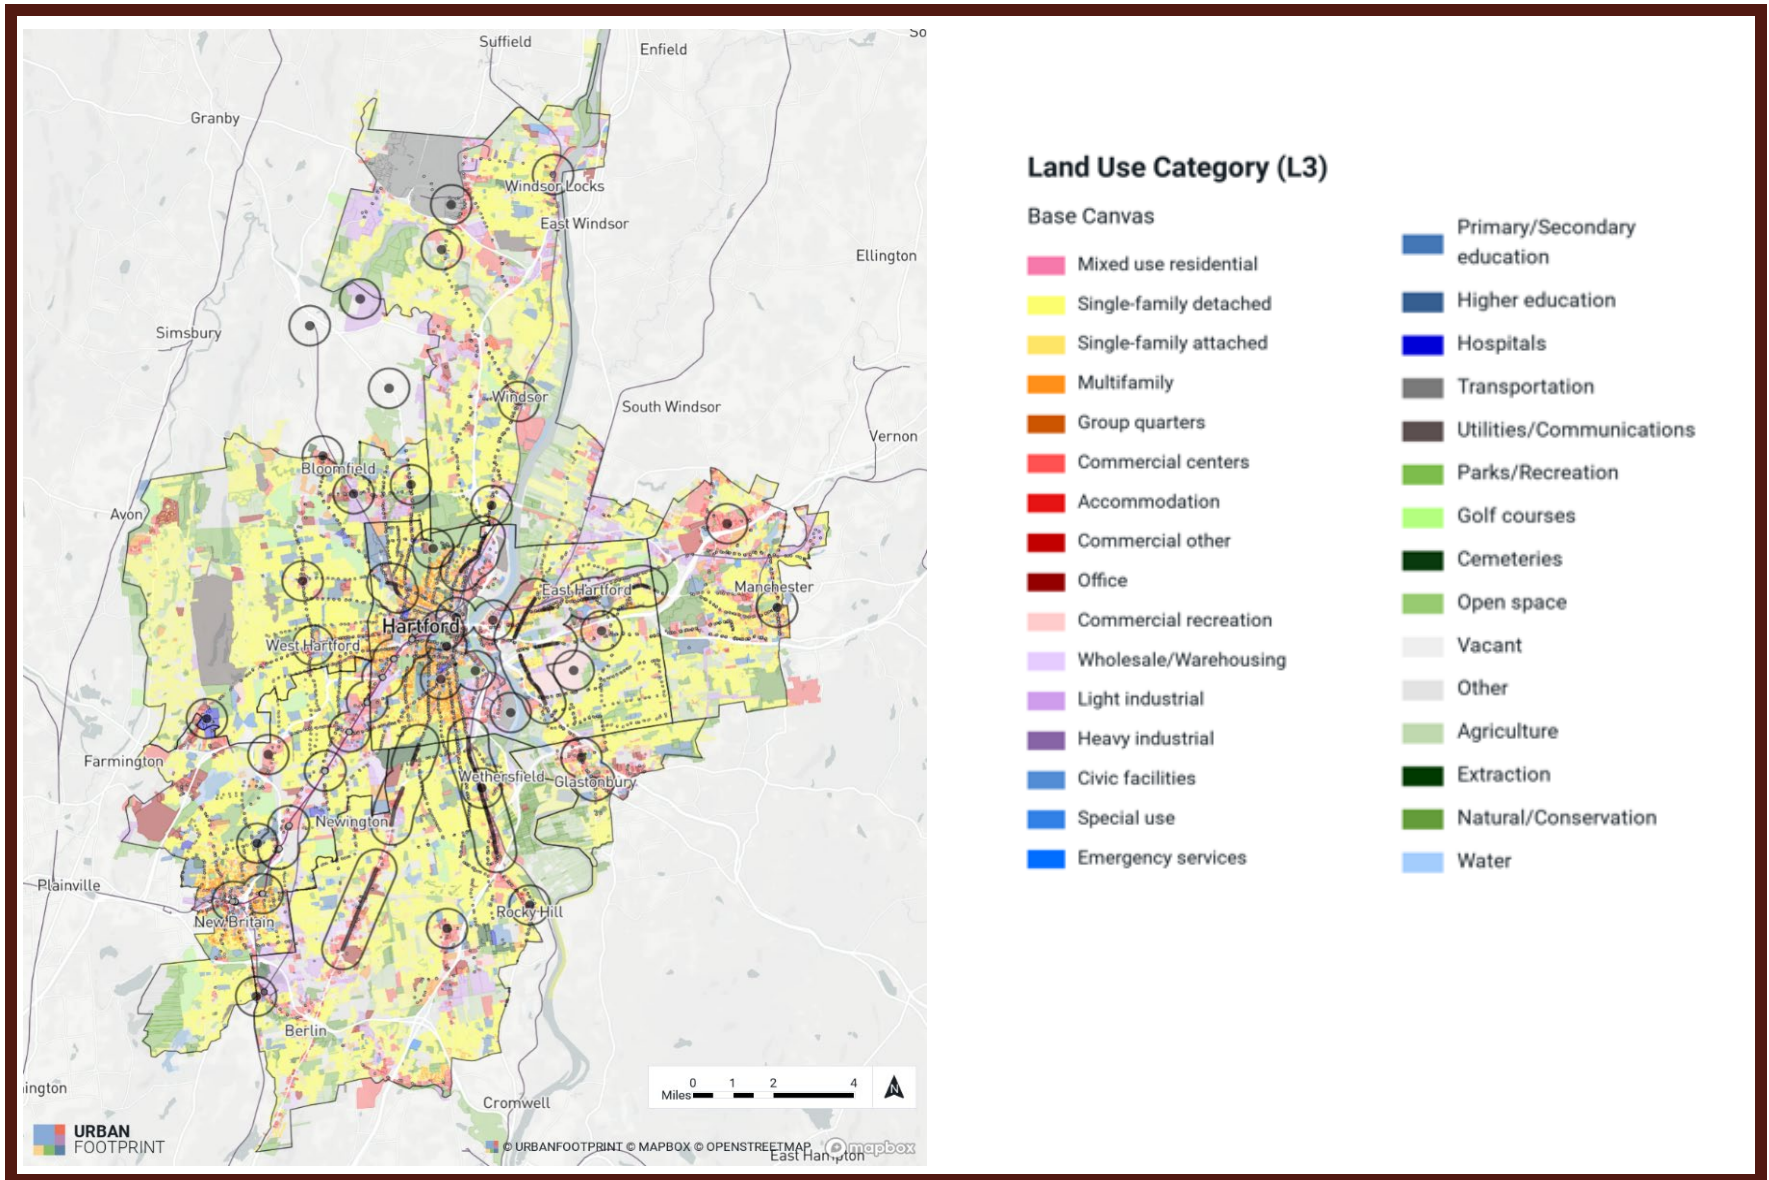 Suffield
Enfield
So
Granby
Windsor Locks
East Windsor
Ellington
Simsbury
Windsor
South Windsor
Vernon
Bloomfield
Avon
East Hartford
Manchester
Hartford
West Hartford
Farmington
Wethersfield
Glastonbury
Newington
Plainville
Rocky Hill
New Britain
Berlin
ington
Cromwell
East Hampton
0 1 2 4
Miles
N
URBAN
FOOTPRINT
© URBANFOOTPRINT © MAPBOX © OPENSTREETMAP
mapbox
Land Use Category (L3)
Base Canvas
Mixed use residential
Single-family detached
Single-family attached
Multifamily
Group quarters
Commercial centers
Accommodation
Commercial other
Office
Commercial recreation
Wholesale/Warehousing
Light industrial
Heavy industrial
Civic facilities
Special use
Emergency services
Primary/Secondary
education
Higher education
Hospitals
Transportation
Utilities/Communications
Parks/Recreation
Golf courses
Cemeteries
Open space
Vacant
Other
Agriculture
Extraction
Natural/Conservation
Water